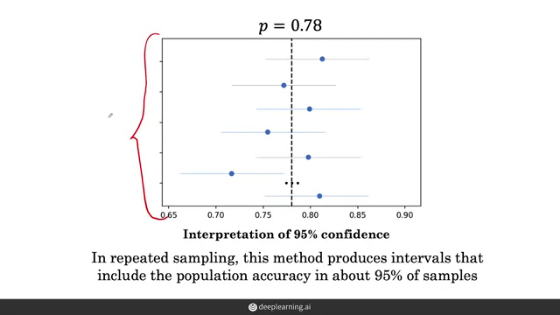 p = 0.78
...
0.65 0.70 0.75 0.80 0.85 0.90
Interpretation of 95% confidence
In repeated sampling, this method produces intervals that
include the population accuracy in about 95% of samples
deeplearning.ai